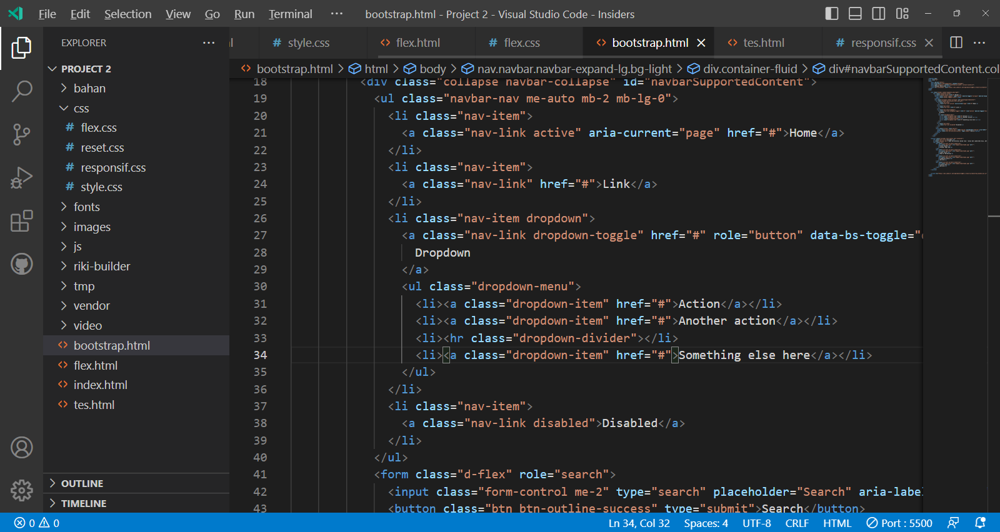 File Edit Selection View Go Run Terminal ··· bootstrap.html - Project 2 - Visual Studio Code - Insiders
EXPLORER ···
style.css flex.html flex.css bootstrap.html tes.html responsif.css ···
bootstrap.html > html > body > nav.navbar.navbar-expand-lg.bg-light > div.container-fluid > div#navbarSupportedContent.col
PROJECT 2
bahan
css
flex.css
reset.css
responsif.css
style.css
fonts
images
js
riki-builder
tmp
vendor
video
bootstrap.html
flex.html
index.html
tes.html
OUTLINE
TIMELINE
18 <div class="collapse navbar-collapse" id="navbarSupportedContent">
19 <ul class="navbar-nav me-auto mb-2 mb-lg-0">
20 <li class="nav-item">
21 <a class="nav-link active" aria-current="page" href="#">Home</a>
22 </li>
23 <li class="nav-item">
24 <a class="nav-link" href="#">Link</a>
25 </li>
26 <li class="nav-item dropdown">
27 <a class="nav-link dropdown-toggle" href="#" role="button" data-bs-toggle="
28 Dropdown
29 </a>
30 <ul class="dropdown-menu">
31 <li><a class="dropdown-item" href="#">Action</a></li>
32 <li><a class="dropdown-item" href="#">Another action</a></li>
33 <li><hr class="dropdown-divider"></li>
34 <li><a class="dropdown-item" href="#">Something else here</a></li>
35 </ul>
36 </li>
37 <li class="nav-item">
38 <a class="nav-link disabled">Disabled</a>
39 </li>
40 </ul>
41 <form class="d-flex" role="search">
42 <input class="form-control me-2" type="search" placeholder="Search" aria-label
43 <button class="btn btn-outline-success" type="submit">Search</button>
0 0 Ln 34, Col 32 Spaces: 4 UTF-8 CRLF HTML Port : 5500